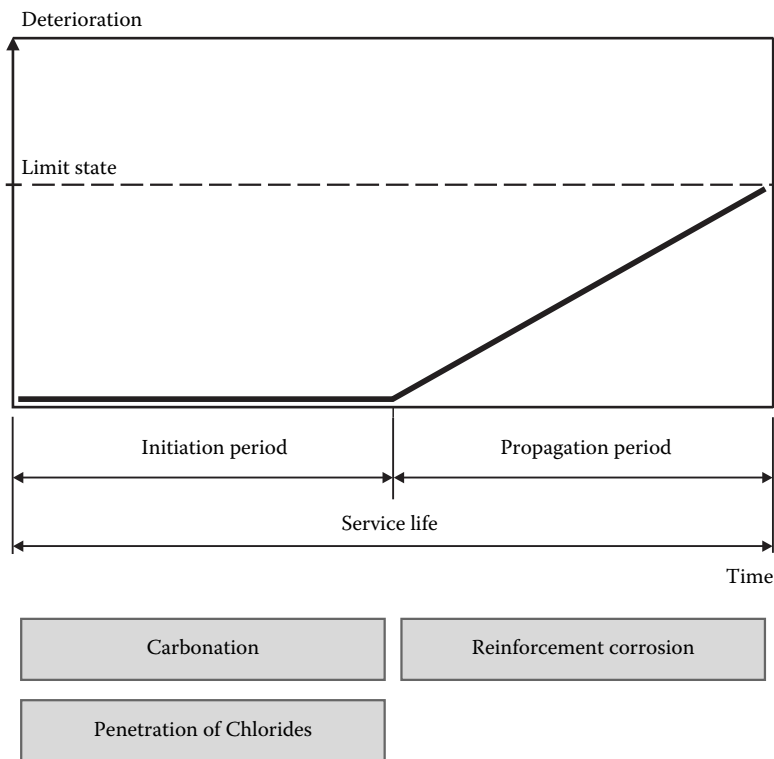 Deterioration
Limit state
Initiation period
Propagation period
Service life
Time
Carbonation
Reinforcement corrosion
Penetration of Chlorides